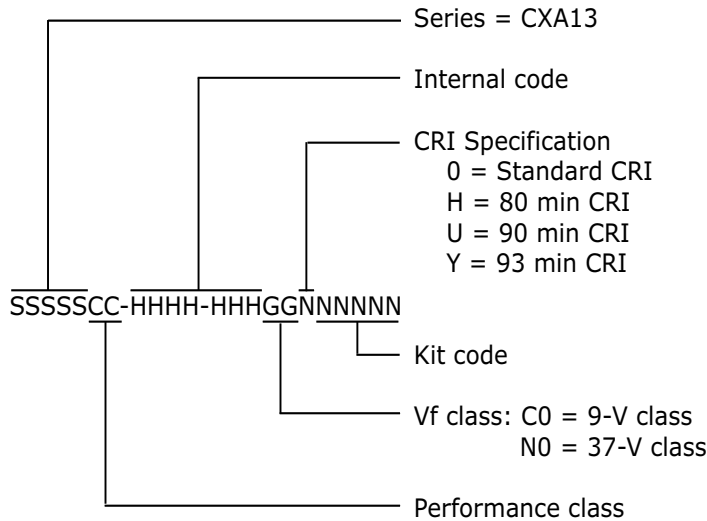 Series = CXA13
Internal code
CRI Specification
0 = Standard CRI
H = 80 min CRI
U = 90 min CRI
Y = 93 min CRI
SSSSSCC-HHHH-HHHGGNNNNNN
Kit code
Vf class: C0 = 9-V class
N0 = 37-V class
Performance class